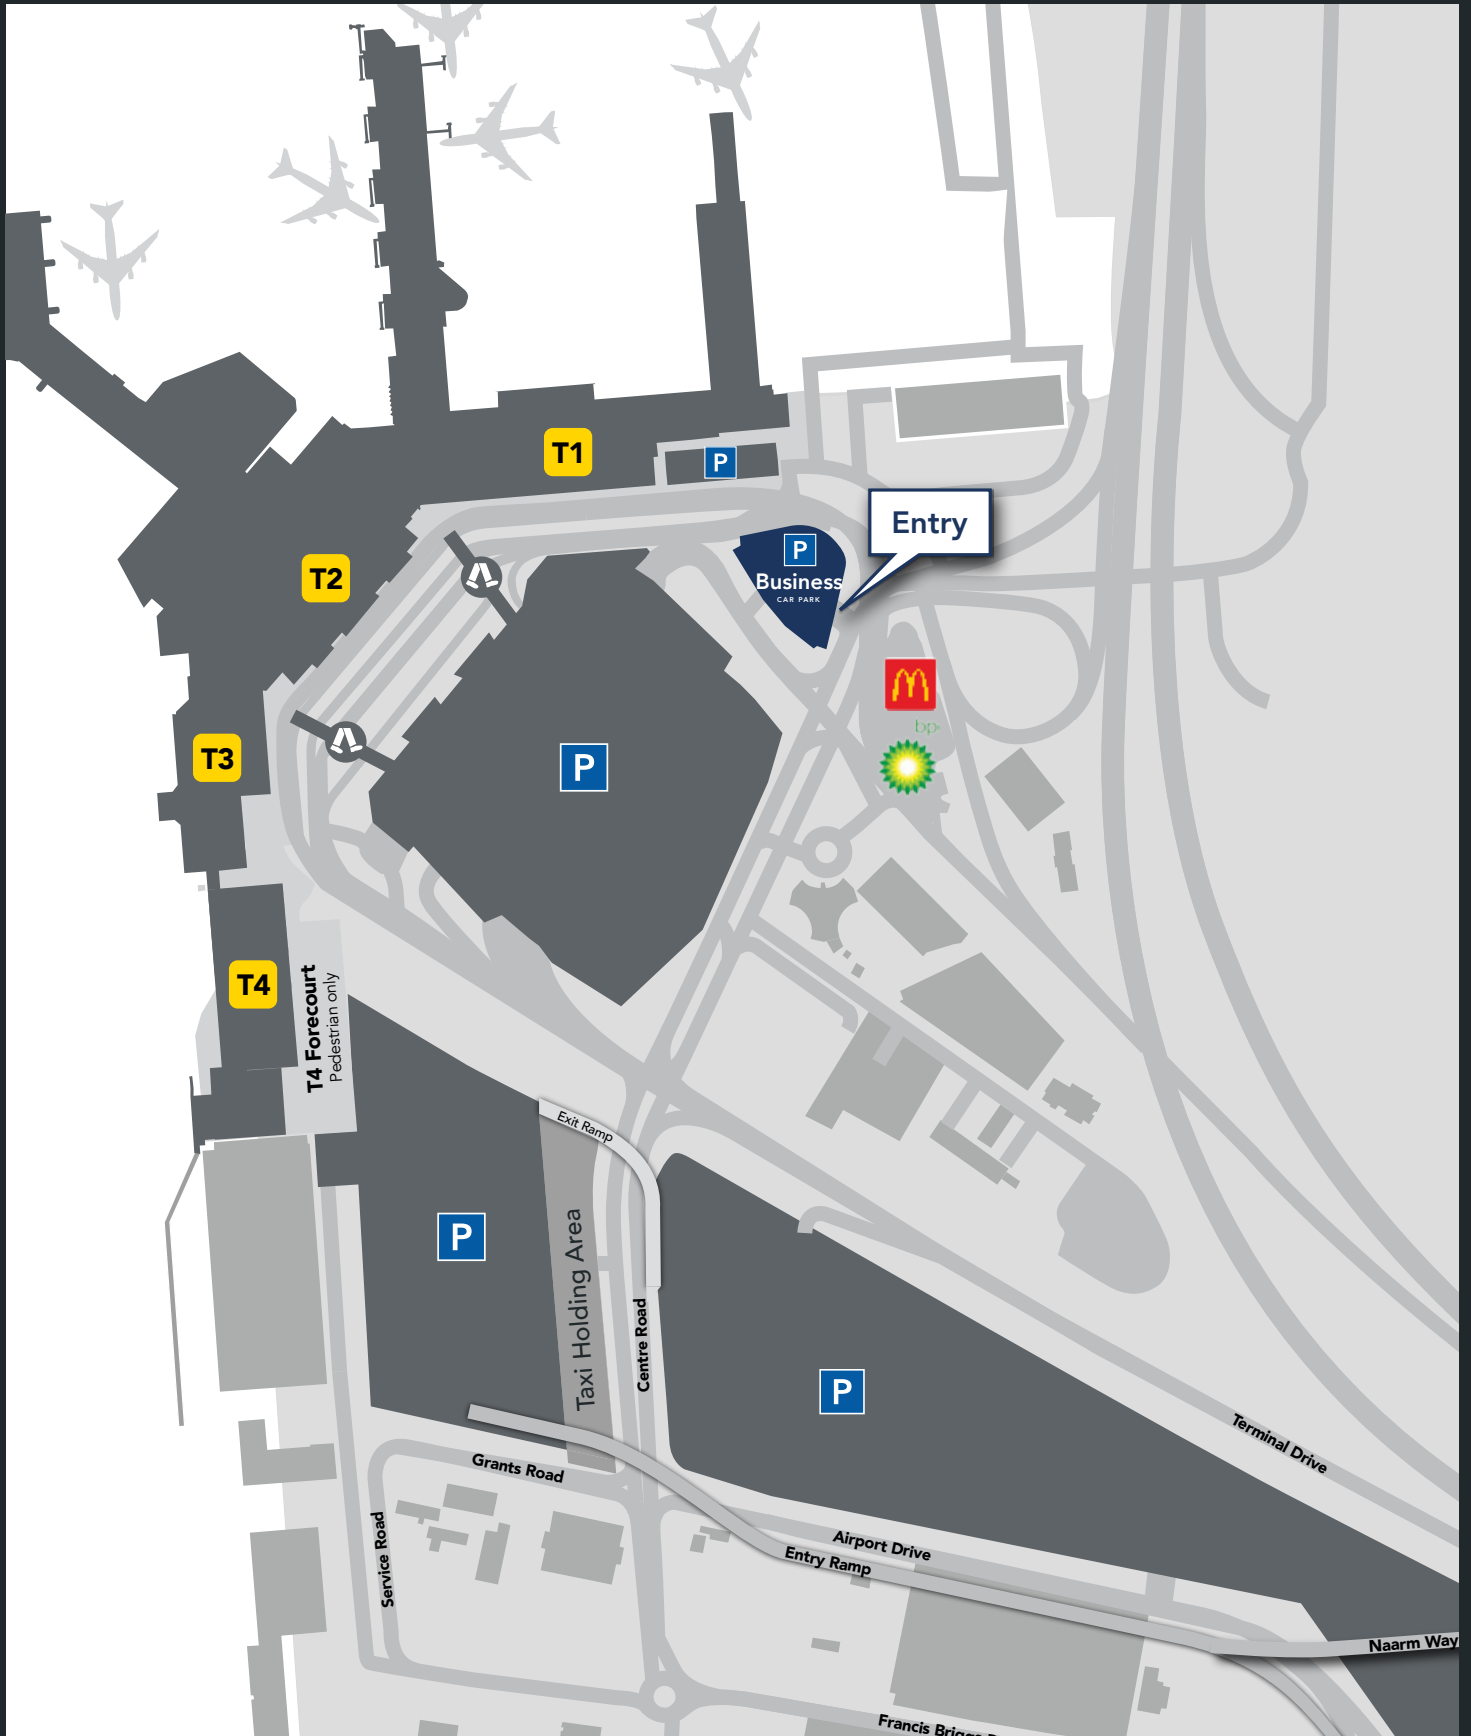 T1
P
Entry
P
Business
CAR PARK
T2
bp
T3
P
T4
T4 Forecourt
Pedestrian only
Exit Ramp
P
Taxi Holding Area
Centre Road
P
Terminal Drive
Grants Road
Service Road
Airport Drive
Entry Ramp
Naarm Way
Francis